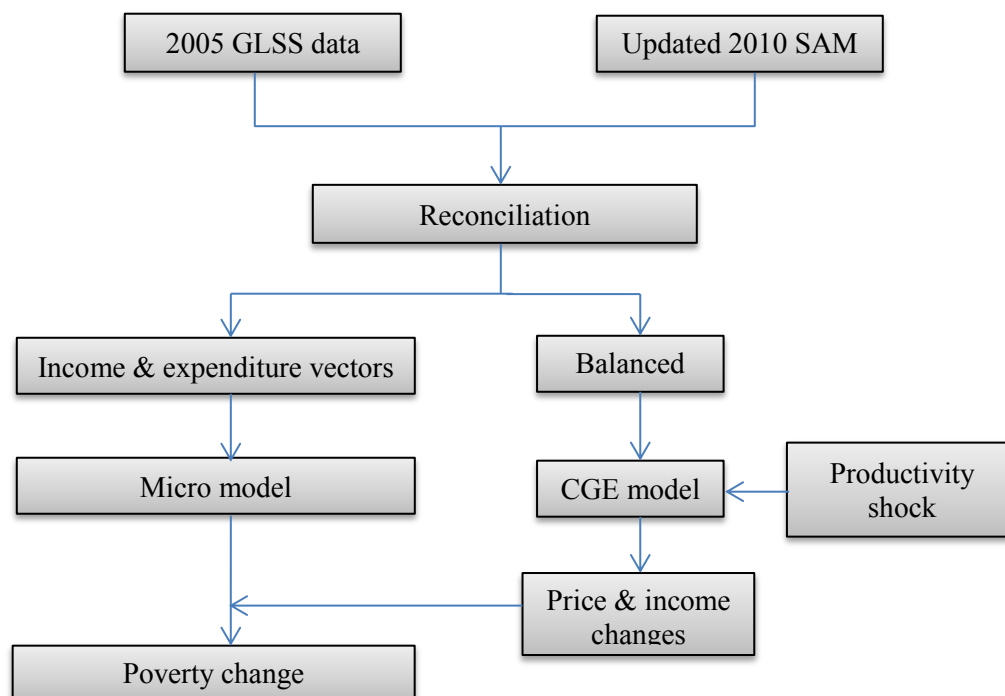 2005 GLSS data
Updated 2010 SAM
Reconciliation
Income & expenditure vectors
Balanced
Micro model
CGE model
Productivity
shock
Price & income
changes
Poverty change